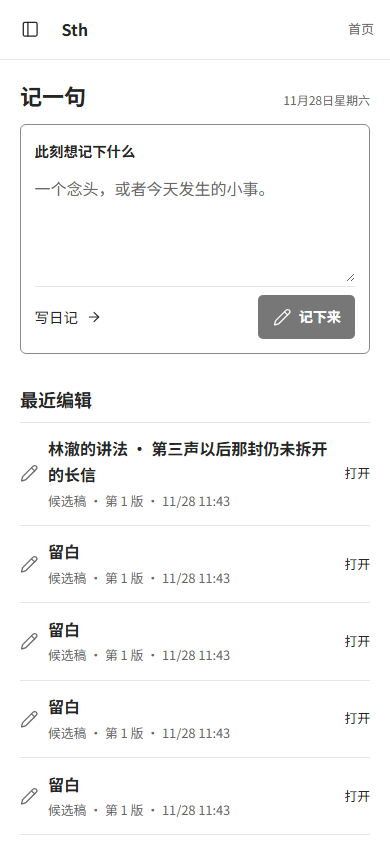 Sth
首页
记一句
11月28日星期六
此刻想记下什么
一个念头，或者今天发生的小事。
写日记
记下来
最近编辑
林澈的讲法 · 第三声以后那封仍未拆开
的长信
候选稿 · 第 1 版 · 11/28 11:43
打开
留白
候选稿 · 第 1 版 · 11/28 11:43
打开
留白
候选稿 · 第 1 版 · 11/28 11:43
打开
留白
候选稿 · 第 1 版 · 11/28 11:43
打开
留白
候选稿 · 第 1 版 · 11/28 11:43
打开